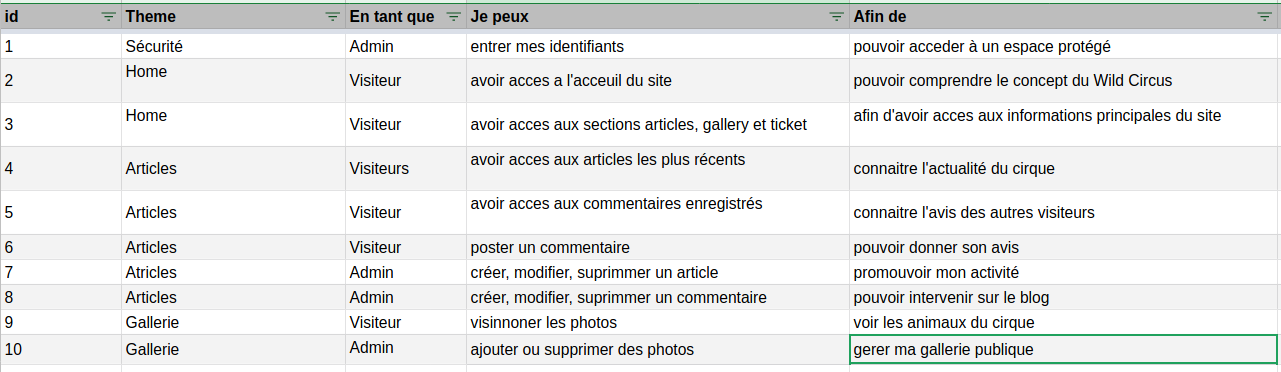 id Theme En tant que Je peux Afin de
1 Sécurité Admin entrer mes identifiants pouvoir acceder à un espace protégé
2 Home Visiteur avoir acces a l'acceuil du site pouvoir comprendre le concept du Wild Circus
3 Home Visiteur avoir acces aux sections articles, gallery et ticket afin d'avoir acces aux informations principales du site
4 Articles Visiteurs avoir acces aux articles les plus récents connaitre l'actualité du cirque
5 Articles Visiteur avoir acces aux commentaires enregistrés connaitre l'avis des autres visiteurs
6 Articles Visiteur poster un commentaire pouvoir donner son avis
7 Atricles Admin créer, modifier, suprimmer un article promouvoir mon activité
8 Articles Admin créer, modifier, suprimmer un commentaire pouvoir intervenir sur le blog
9 Gallerie Visiteur visinnoner les photos voir les animaux du cirque
10 Gallerie Admin ajouter ou supprimer des photos gerer ma gallerie publique